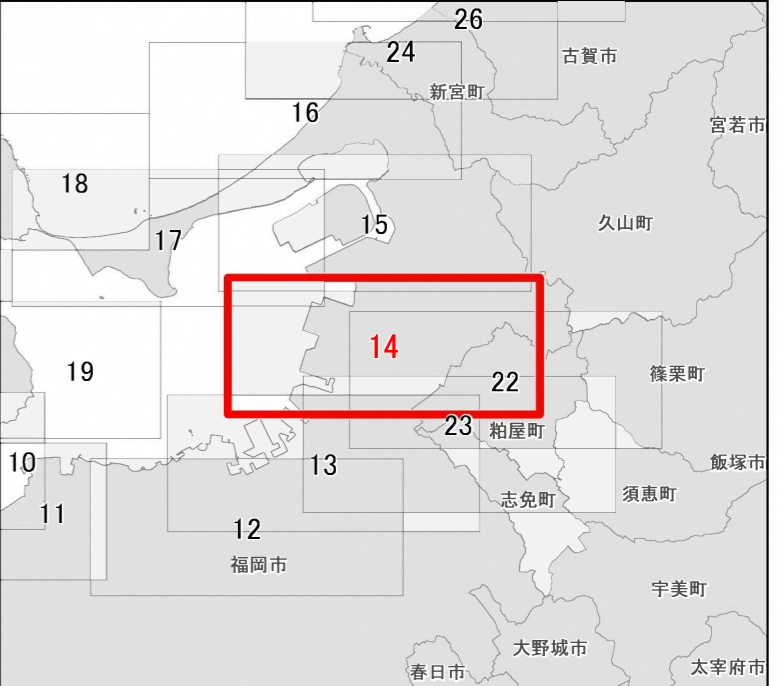 26
24
古賀市
新宮町
16
宮若市
18
15
久山町
17
14
19
22
篠栗町
23
粕屋町
10
13
飯塚市
須恵町
志免町
11
12
福岡市
宇美町
大野城市
春日市
太宰府市